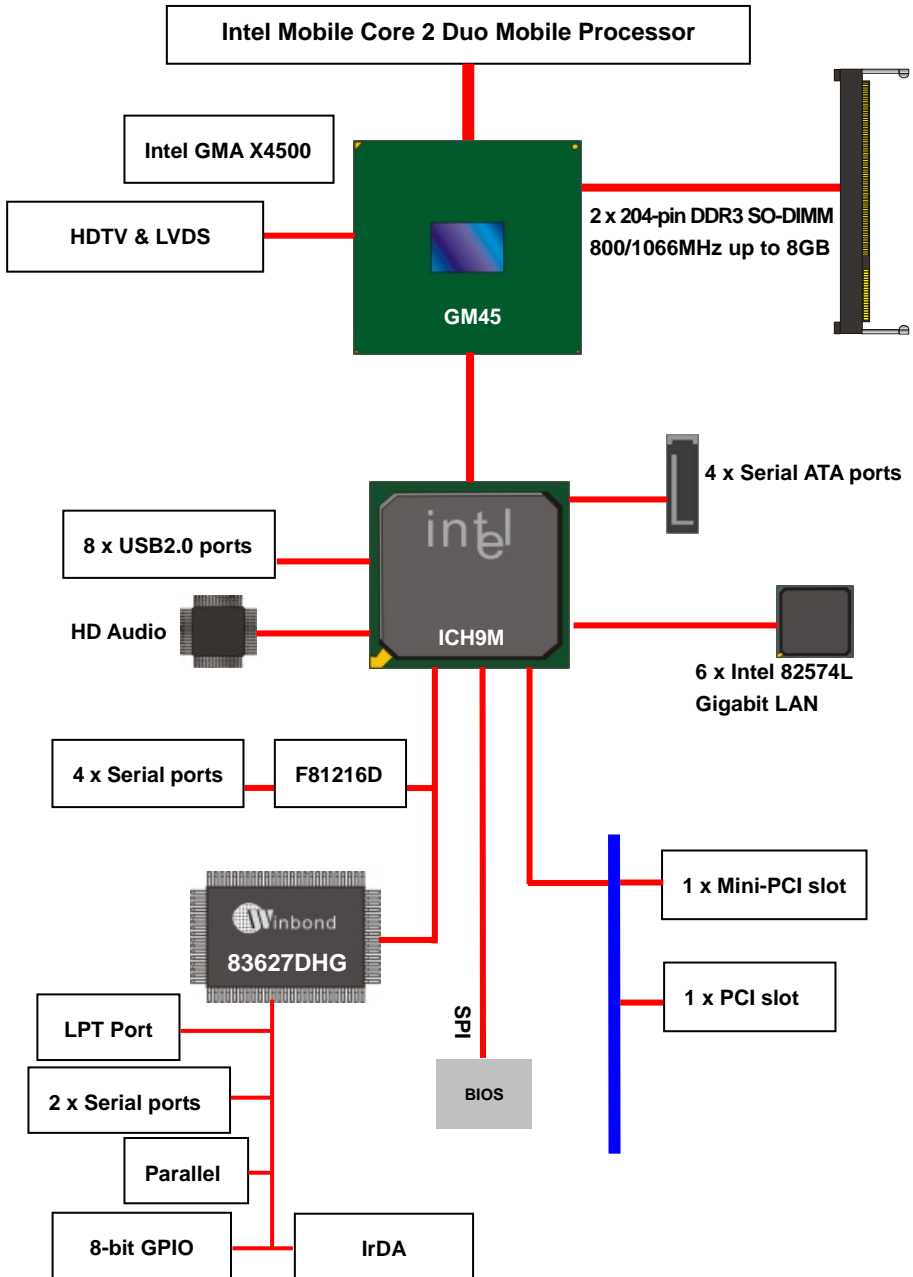 Intel Mobile Core 2 Duo Mobile Processor
Intel GMA X4500
HDTV & LVDS
2 x 204-pin DDR3 SO-DIMM
800/1066MHz up to 8GB
GM45
4 x Serial ATA ports
intel
8 x USB2.0 ports
HD Audio
ICH9M
6 x Intel 82574L
Gigabit LAN
4 x Serial ports
F81216D
1 x Mini-PCI slot
Winbond
83627DHG
1 x PCI slot
LPT Port
SPI
BIOS
2 x Serial ports
Parallel
8-bit GPIO
IrDA